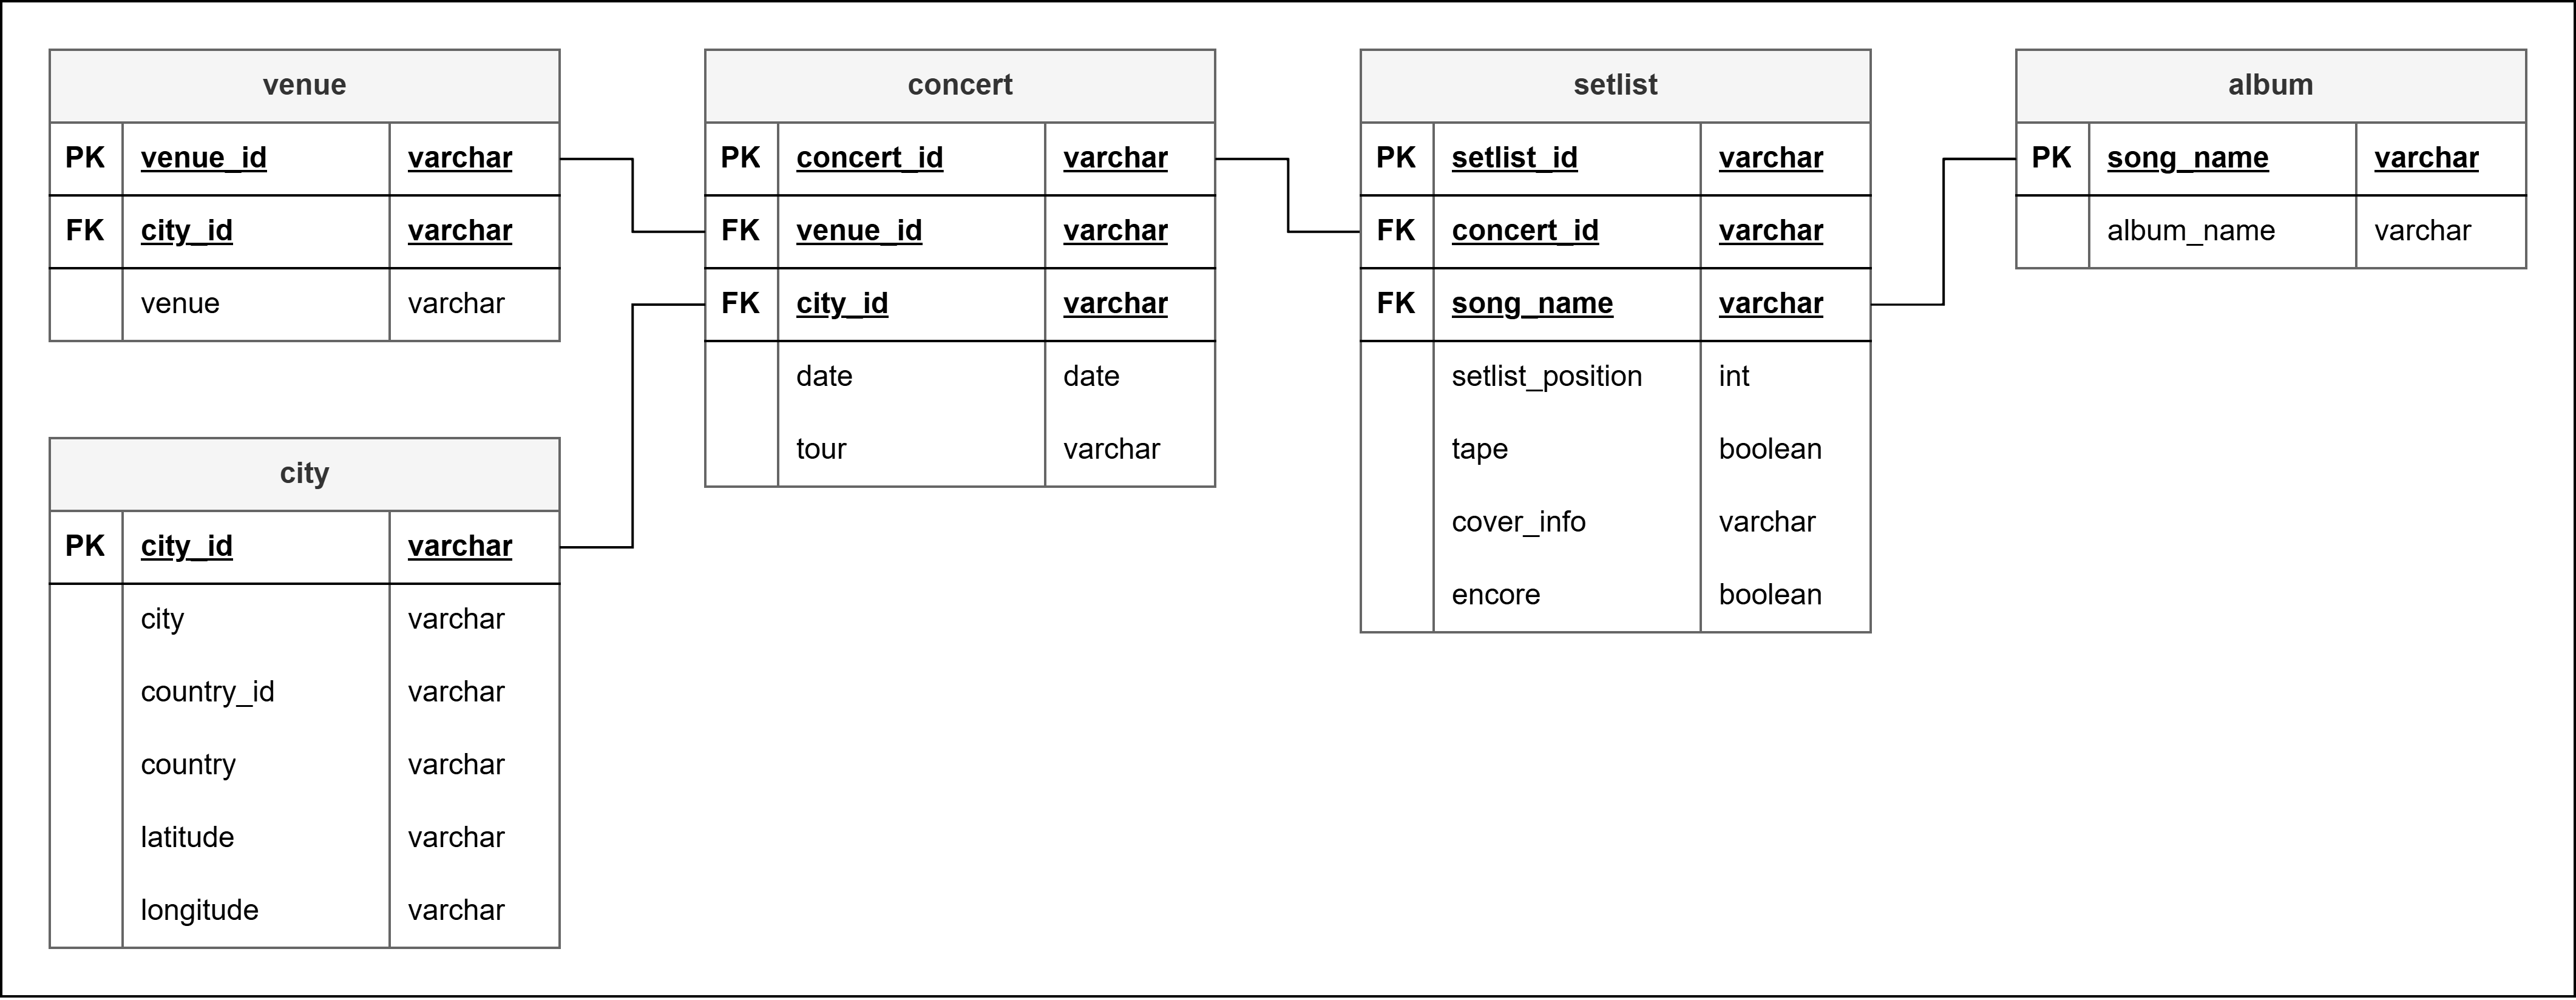 venue
PK venue_id varchar
FK city_id varchar
venue varchar
city
PK city_id varchar
city varchar
country_id varchar
country varchar
latitude varchar
longitude varchar
concert
PK concert_id varchar
FK venue_id varchar
FK city_id varchar
date date
tour varchar
setlist
PK setlist_id varchar
FK concert_id varchar
FK song_name varchar
setlist_position int
tape boolean
cover_info varchar
encore boolean
album
PK song_name varchar
album_name varchar